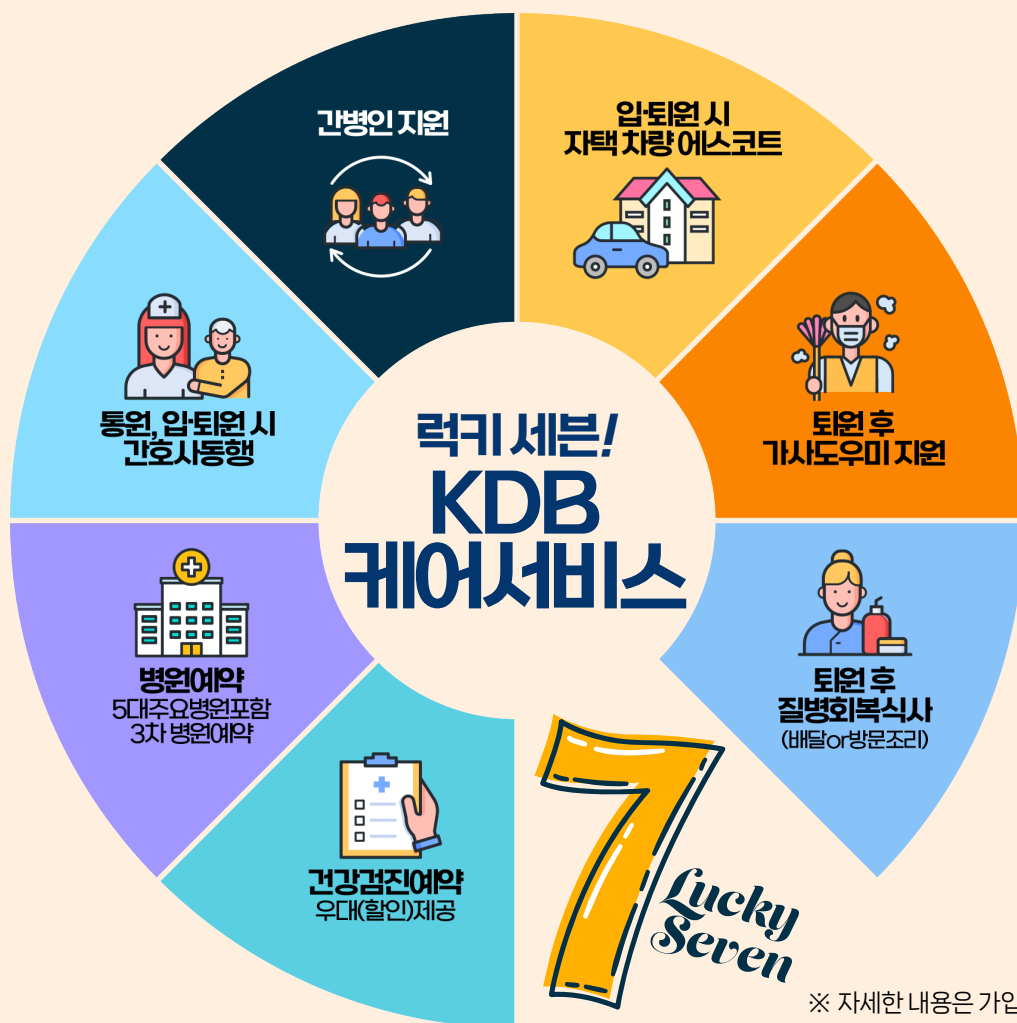 간병인 지원
입·퇴원 시
자택 차량 에스코트
통원, 입·퇴원 시
간호사동행
퇴원 후
가사도우미 지원
럭키 세븐!
KDB
케어서비스
병원예약
5대주요병원포함
3차 병원예약
퇴원 후
질병회복식사
(배달or방문조리)
건강검진예약
우대(할인)제공
7
Lucky
Seven
※ 자세한 내용은 가입